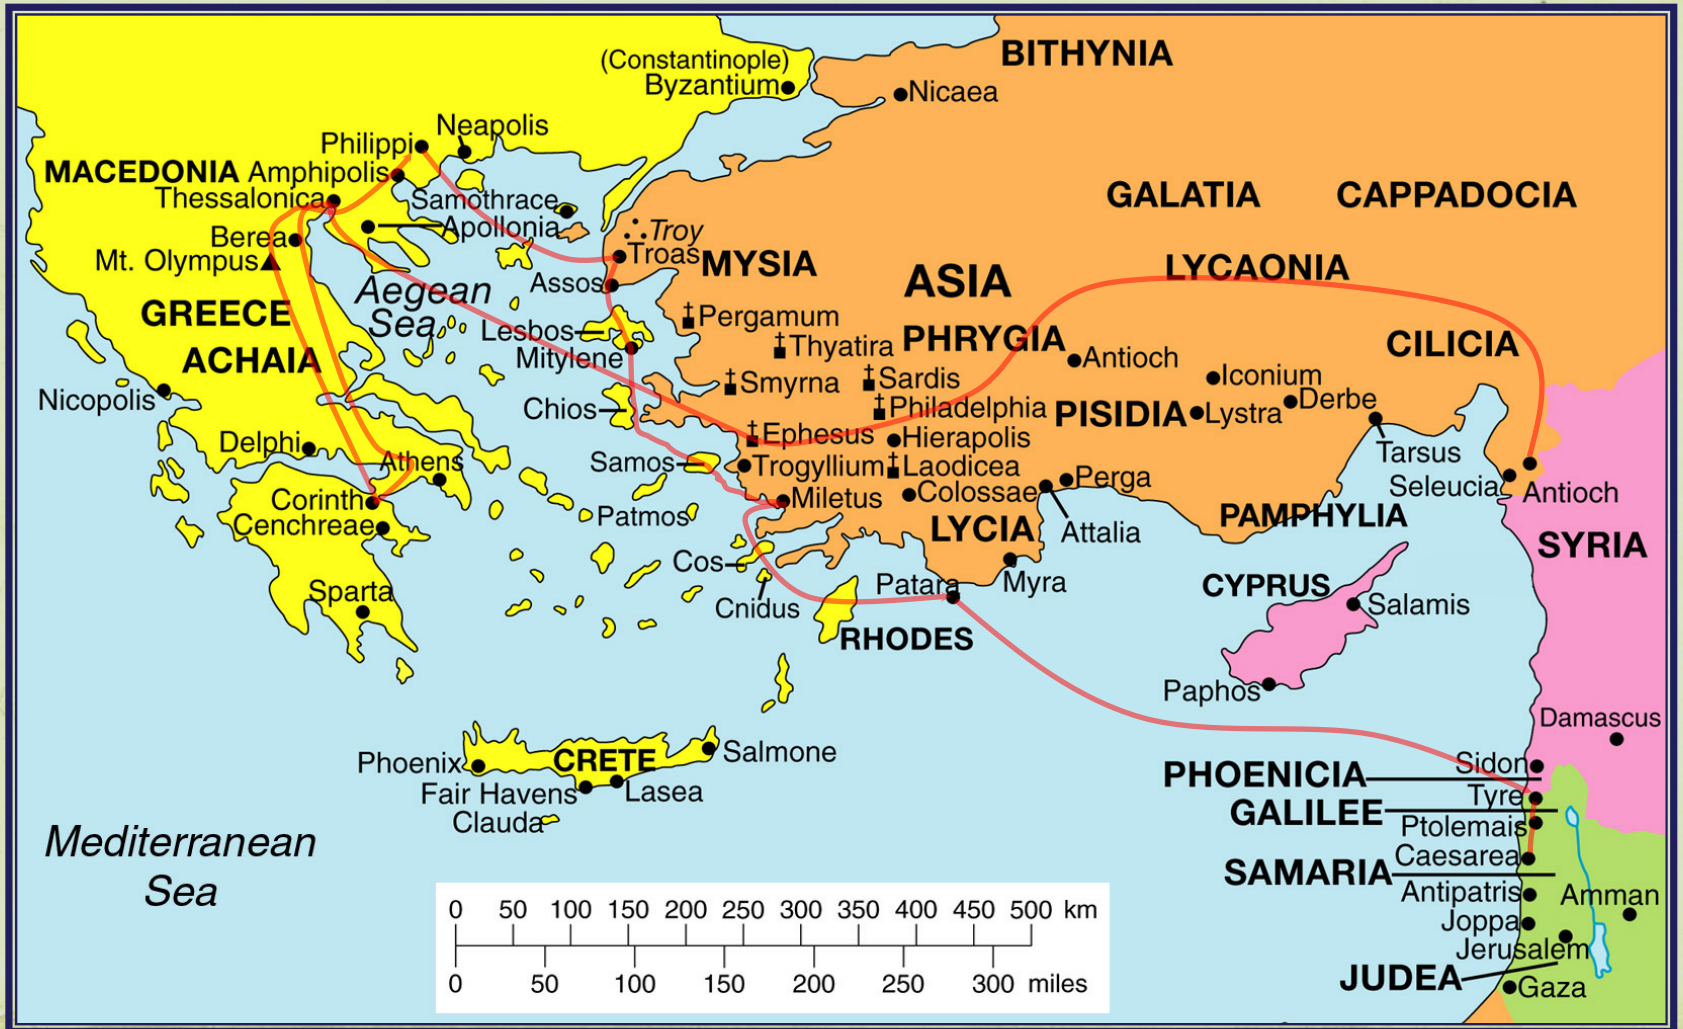 BITHYNIA
(Constantinople)
Byzantium
Nicaea
Neapolis
Philippi
MACEDONIA Amphipolis
Thessalonica
Samothrace
Apollonia
GALATIA
CAPPADOCIA
Berea
Mt. Olympus
Troy
Troas
MYSIA
ASIA
LYCAONIA
Assos
Aegean
Sea
GREECE
ACHAIA
Pergamum
Lesbos
Mitylene
Thyatira
PHRYGIA
Antioch
CILICIA
Nicopolis
Smyrna
Sardis
Iconium
Derbe
Chios
Philadelphia
PISIDIA
Lystra
Delphi
Ephesus
Hierapolis
Tarsus
Athens
Samos
Trogyllium
Laodicea
Perga
Seleucia
Antioch
Corinth
Miletus
Colossae
Cenchreae
Patmos
LYCIA
Attalia
PAMPHYLIA
SYRIA
Cos
Cnidus
Patara
Myra
CYPRUS
Salamis
Sparta
RHODES
Paphos
Damascus
Phoenix
CRETE
Salmone
Fair Havens
Lasea
Clauda
Sidon
PHOENICIA
Tyre
GALILEE
Ptolemais
Caesarea
SAMARIA
Antipatris
Amman
Joppa
Jerusalem
JUDEA
Gaza
Mediterranean
Sea
0 50 100 150 200 250 300 350 400 450 500 km
0 50 100 150 200 250 300 miles